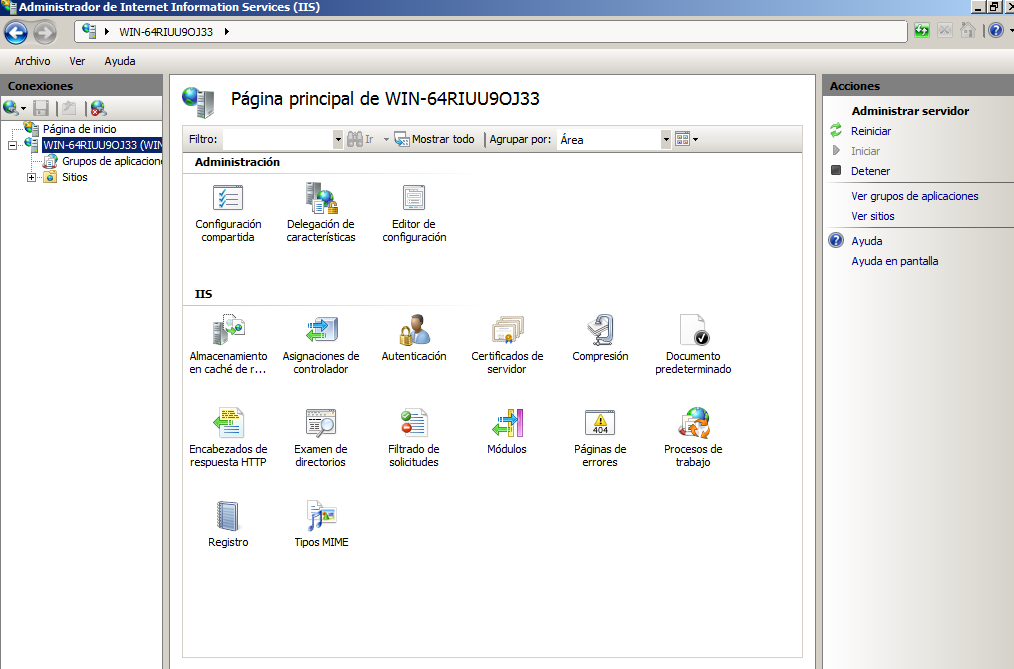 Administrador de Internet Information Services (IIS)
WIN-64RIUU9OJ33
Archivo Ver Ayuda
Conexiones
Página de inicio
WIN-64RIUU9OJ33 (WIN
Grupos de aplicacion
Sitios
Página principal de WIN-64RIUU9OJ33
Filtro: Ir Mostrar todo Agrupar por: Área
Administración
Configuración compartida
Delegación de características
Editor de configuración
IIS
Almacenamiento en caché de r...
Asignaciones de controlador
Autenticación
Certificados de servidor
Compresión
Documento predeterminado
Encabezados de respuesta HTTP
Examen de directorios
Filtrado de solicitudes
Módulos
404
Páginas de errores
Procesos de trabajo
Registro
Tipos MIME
Acciones
Administrar servidor
Reiniciar
Iniciar
Detener
Ver grupos de aplicaciones
Ver sitios
Ayuda
Ayuda en pantalla